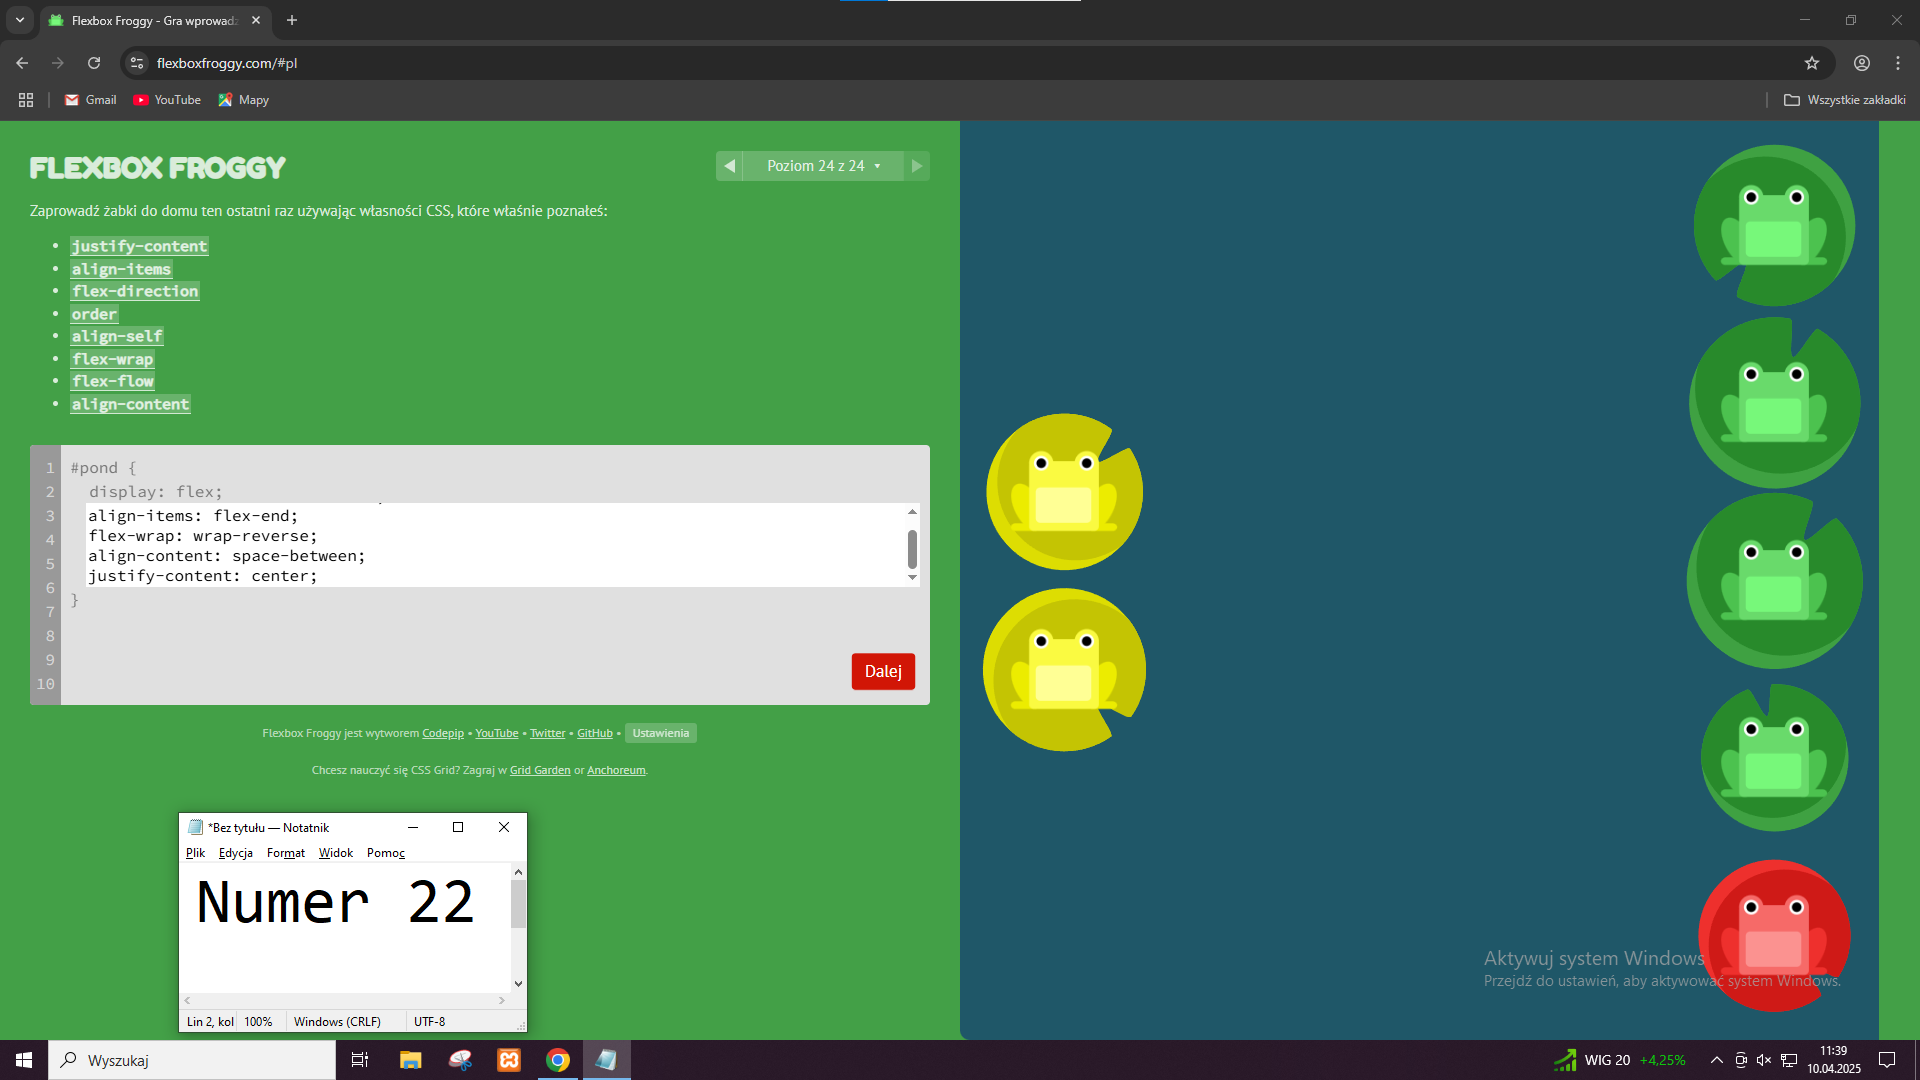 Flexbox Froggy - Gra wprowadz
flexboxfroggy.com/#pl
Gmail
YouTube
Mapy
Wszystkie zakładki
FLEXBOX FROGGY
Poziom 24 z 24
Zaprowadź żabki do domu ten ostatni raz używając własności CSS, które właśnie poznałeś:
justify-content
align-items
flex-direction
order
align-self
flex-wrap
flex-flow
align-content
1 #pond {
2 display: flex;
3 align-items: flex-end;
4 flex-wrap: wrap-reverse;
5 align-content: space-between;
6 justify-content: center;
7 }
8
9
10
Dalej
Flexbox Froggy jest wytworem Codepip • YouTube • Twitter • GitHub • Ustawienia
Chcesz nauczyć się CSS Grid? Zagraj w Grid Garden or Anchoreum.
*Bez tytułu — Notatnik
Plik Edycja Format Widok Pomoc
Numer 22
Lin 2, kol 100% Windows (CRLF) UTF-8
Aktywuj system Windows
Przejdź do ustawień, aby aktywować system Windows.
Wyszukaj
WIG 20 +4,25%
11:39
10.04.2025